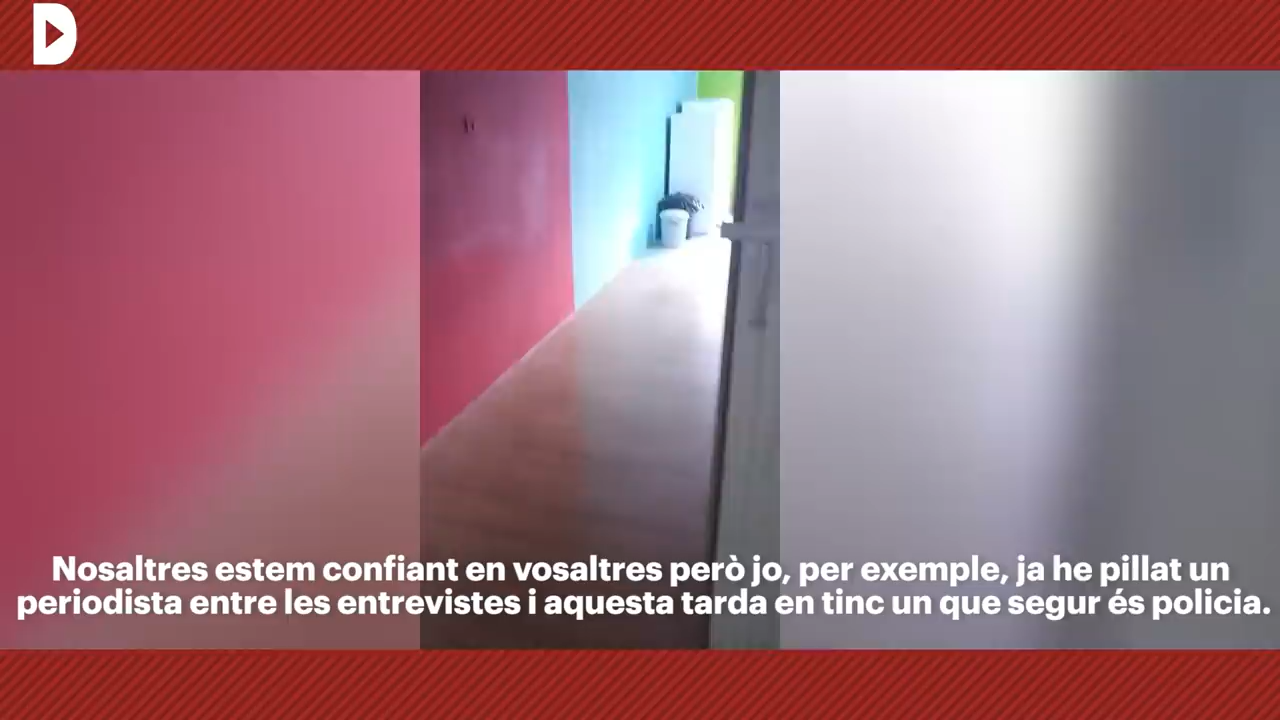 D
Nosaltres estem confiant en vosaltres però jo, per exemple, ja he pillat un
periodista entre les entrevistes i aquesta tarda en tinc un que segur és policia.